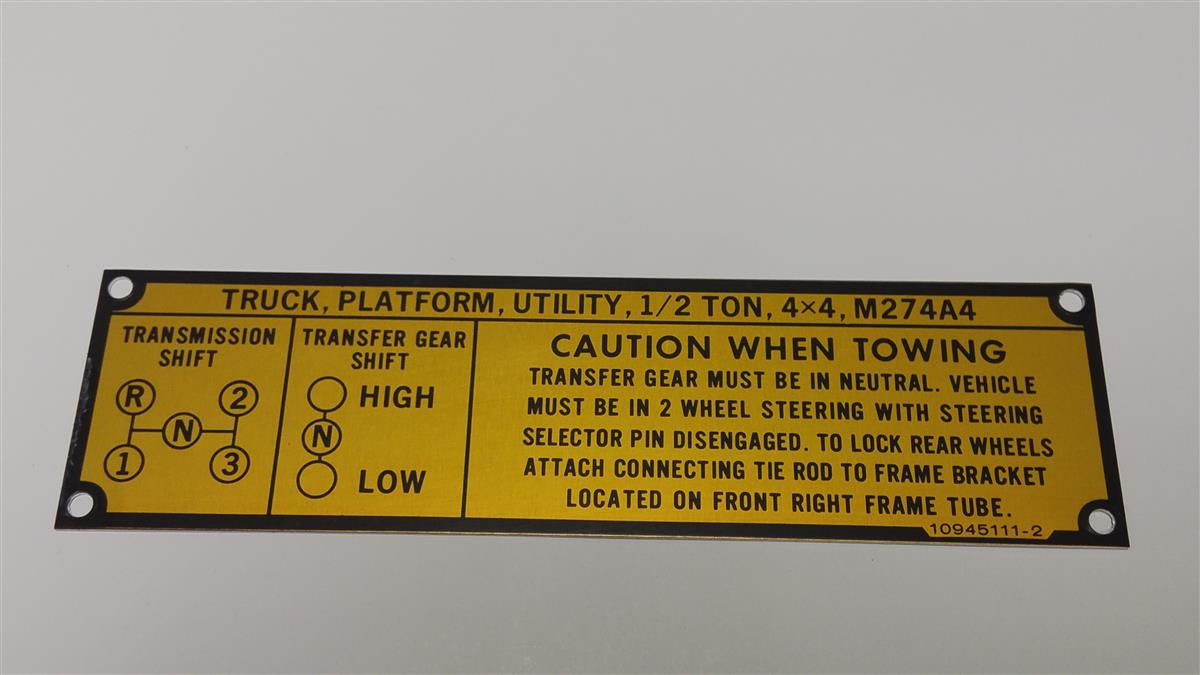 TRUCK, PLATFORM, UTILITY, 1/2 TON, 4×4, M274A4
TRANSMISSION
SHIFT
R 2
N
1 3
TRANSFER GEAR
SHIFT
HIGH
N
LOW
CAUTION WHEN TOWING
TRANSFER GEAR MUST BE IN NEUTRAL. VEHICLE
MUST BE IN 2 WHEEL STEERING WITH STEERING
SELECTOR PIN DISENGAGED. TO LOCK REAR WHEELS
ATTACH CONNECTING TIE ROD TO FRAME BRACKET
LOCATED ON FRONT RIGHT FRAME TUBE.
10945111-2